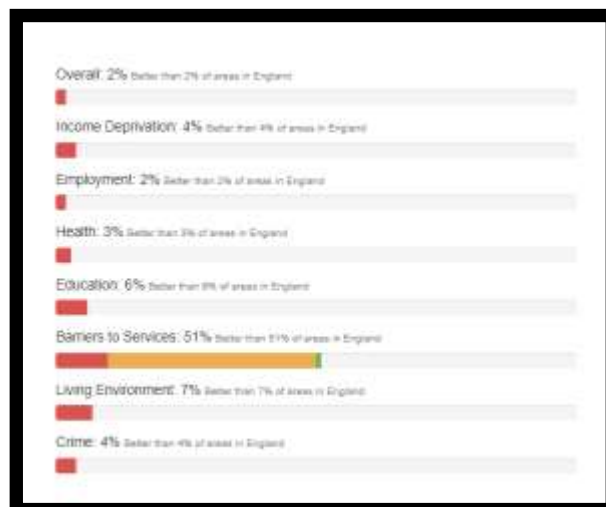 Overall: 2% Better than 2% of areas in England
Income Deprivation: 4% Better than 4% of areas in England
Employment: 2% Better than 2% of areas in England
Health: 3% Better than 3% of areas in England
Education: 6% Better than 6% of areas in England
Barriers to Services: 51% Better than 51% of areas in England
Living Environment: 7% Better than 7% of areas in England
Crime: 4% Better than 4% of areas in England